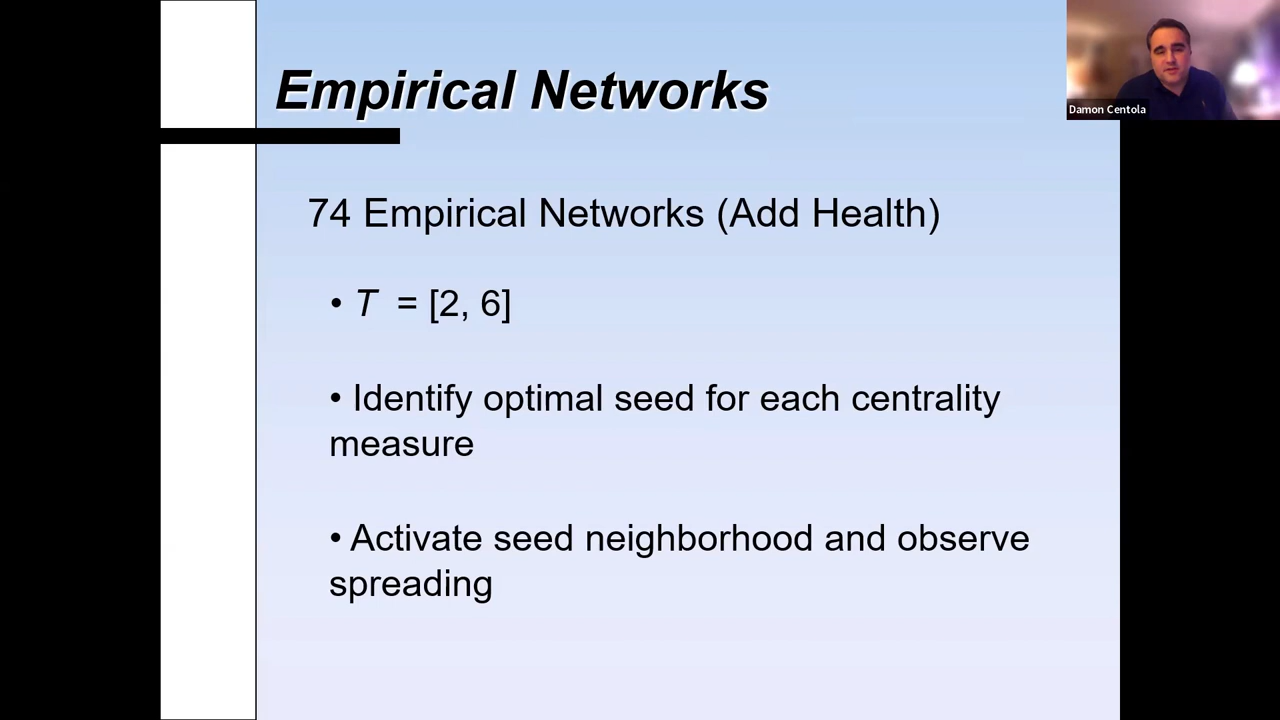 Empirical Networks
Damon Centola
74 Empirical Networks (Add Health)
• T = [2, 6]
• Identify optimal seed for each centrality
measure
• Activate seed neighborhood and observe
spreading